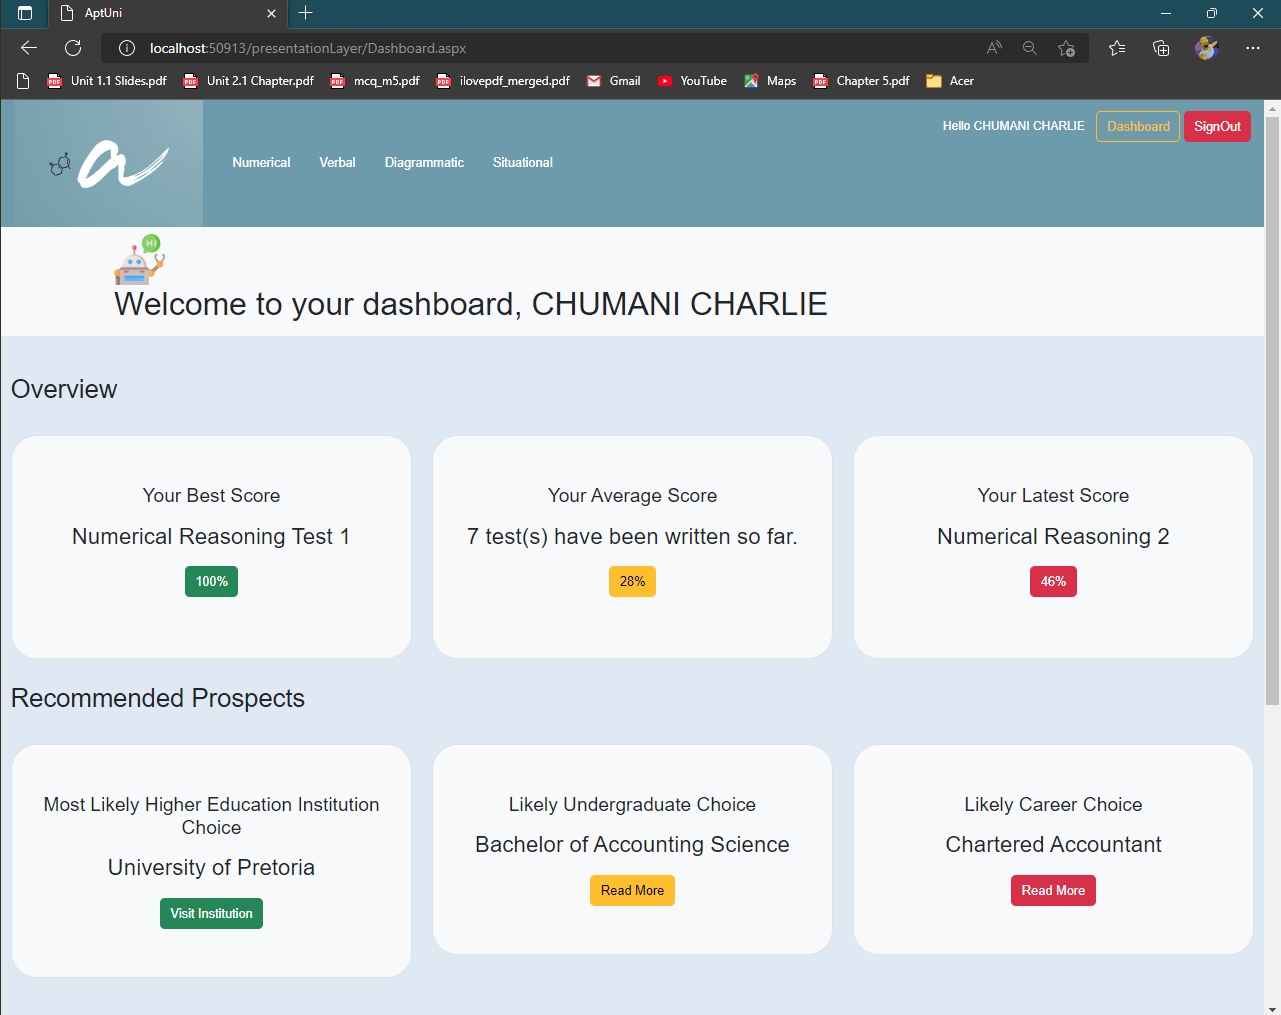 AptUni
localhost:50913/presentationLayer/Dashboard.aspx
Unit 1.1 Slides.pdf Unit 2.1 Chapter.pdf mcq_m5.pdf ilovepdf_merged.pdf Gmail YouTube Maps Chapter 5.pdf Acer
Hello CHUMANI CHARLIE Dashboard SignOut
a Numerical Verbal Diagrammatic Situational
HI
Welcome to your dashboard, CHUMANI CHARLIE
Overview
Your Best Score
Numerical Reasoning Test 1
100%
Your Average Score
7 test(s) have been written so far.
28%
Your Latest Score
Numerical Reasoning 2
46%
Recommended Prospects
Most Likely Higher Education Institution
Choice
University of Pretoria
Visit Institution
Likely Undergraduate Choice
Bachelor of Accounting Science
Read More
Likely Career Choice
Chartered Accountant
Read More